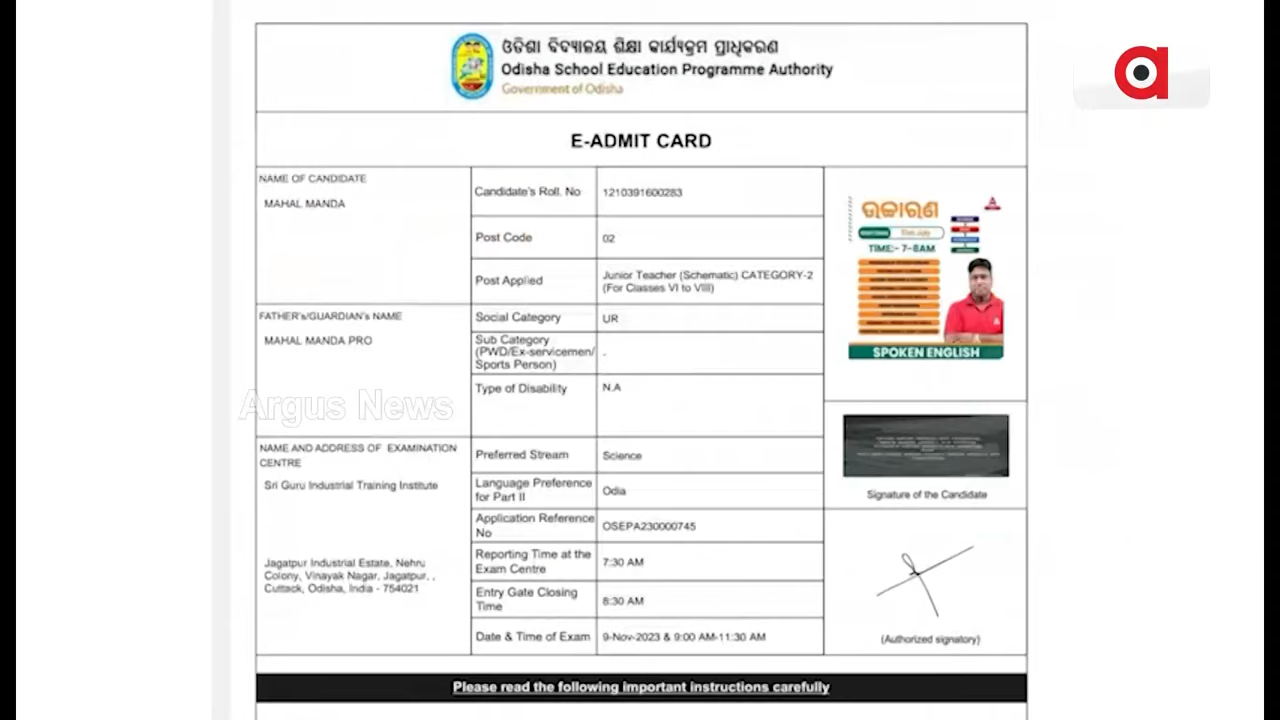 ଓଡିଶା ବିଦ୍ୟାଳୟ ଶିକ୍ଷା କାର୍ଯ୍ୟକ୍ରମ ପ୍ରାଧିକରଣ
Odisha School Education Programme Authority
Government of Odisha
a
E-ADMIT CARD
NAME OF CANDIDATE
MAHAL MANDA
Candidate's Roll. No
1210391600283
Post Code
02
Post Applied
Junior Teacher (Schematic) CATEGORY-2
(For Classes VI to VIII)
FATHER's/GUARDIAN's NAME
MAHAL MANDA PRO
Social Category
UR
Sub Category
(PWD/Ex-servicemen/
Sports Person)
-
Type of Disability
N.A
Argus News
NAME AND ADDRESS OF EXAMINATION
CENTRE
Sri Guru Industrial Training Institute
Jagatpur Industrial Estate, Nehru
Colony, Vinayak Nagar, Jagatpur, ,
Cuttack, Odisha, India - 754021
Preferred Stream
Science
Language Preference
for Part II
Odia
Application Reference
No
OSEPA230000745
Reporting Time at the
Exam Centre
7:30 AM
Entry Gate Closing
Time
8:30 AM
Date & Time of Exam
9-Nov-2023 & 9:00 AM-11:30 AM
ଉଚ୍ଚାରଣ
TIME:- 7-8AM
SPOKEN ENGLISH
Signature of the Candidate
(Authorized signatory)
Please read the following important instructions carefully